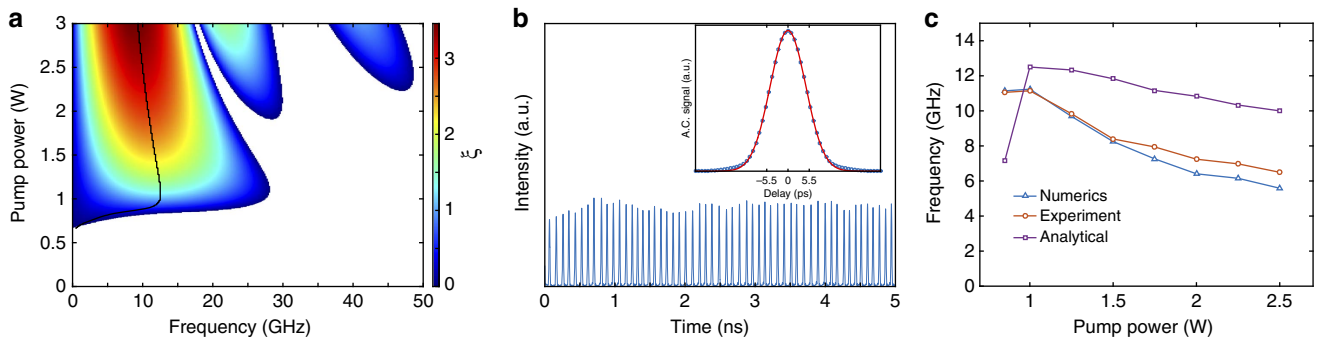 a
3
2.5
2
1.5
1
0.5
0
Pump power (W)
0 10 20 30 40 50
Frequency (GHz)
3
2
1
0
ξ
b
Intensity (a.u.)
A.C. signal (a.u.)
−5.5 0 5.5
Delay (ps)
0 1 2 3 4 5
Time (ns)
c
14
12
10
8
6
4
2
0
Frequency (GHz)
Numerics
Experiment
Analytical
1 1.5 2 2.5
Pump power (W)